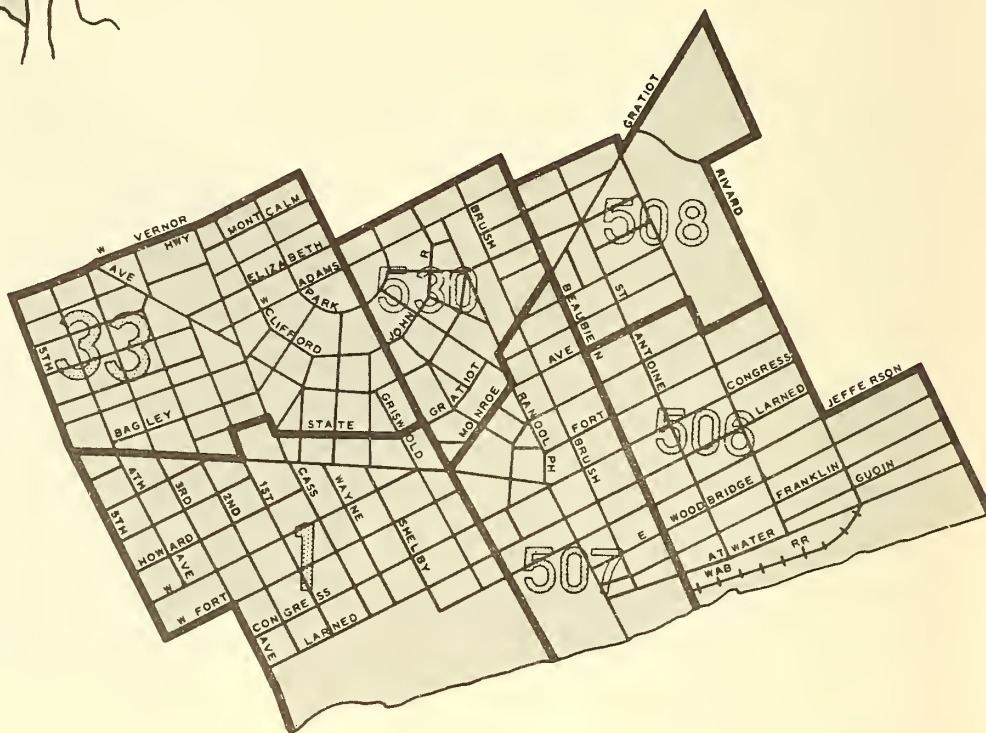 GRATIOT
RIVARD
W VERNOR HWY
MONTCALM
BRUSH
508
AVE
ELIZABETH
ADAMS
PARK
R
530
W CLIFFORD
JOHN
BEAUBIEN
ST
ANTOINE
33
5TH
AVE
CONGRESS
LARNED
JEFFERSON
GRATIOT
MONROE
RANDOLPH
GRISWOLD
STATE
BAGLEY
FORT
BRUSH
506
4TH
3RD
2ND
1ST
CASS
WAYNE
SHELBY
5TH
HOWARD
AVE
WOODBRIDGE
FRANKLIN
GUOIN
1
507
E
ATWATER
WAB
RR
W
W FORT
CONGRESS
LARNED
AVE